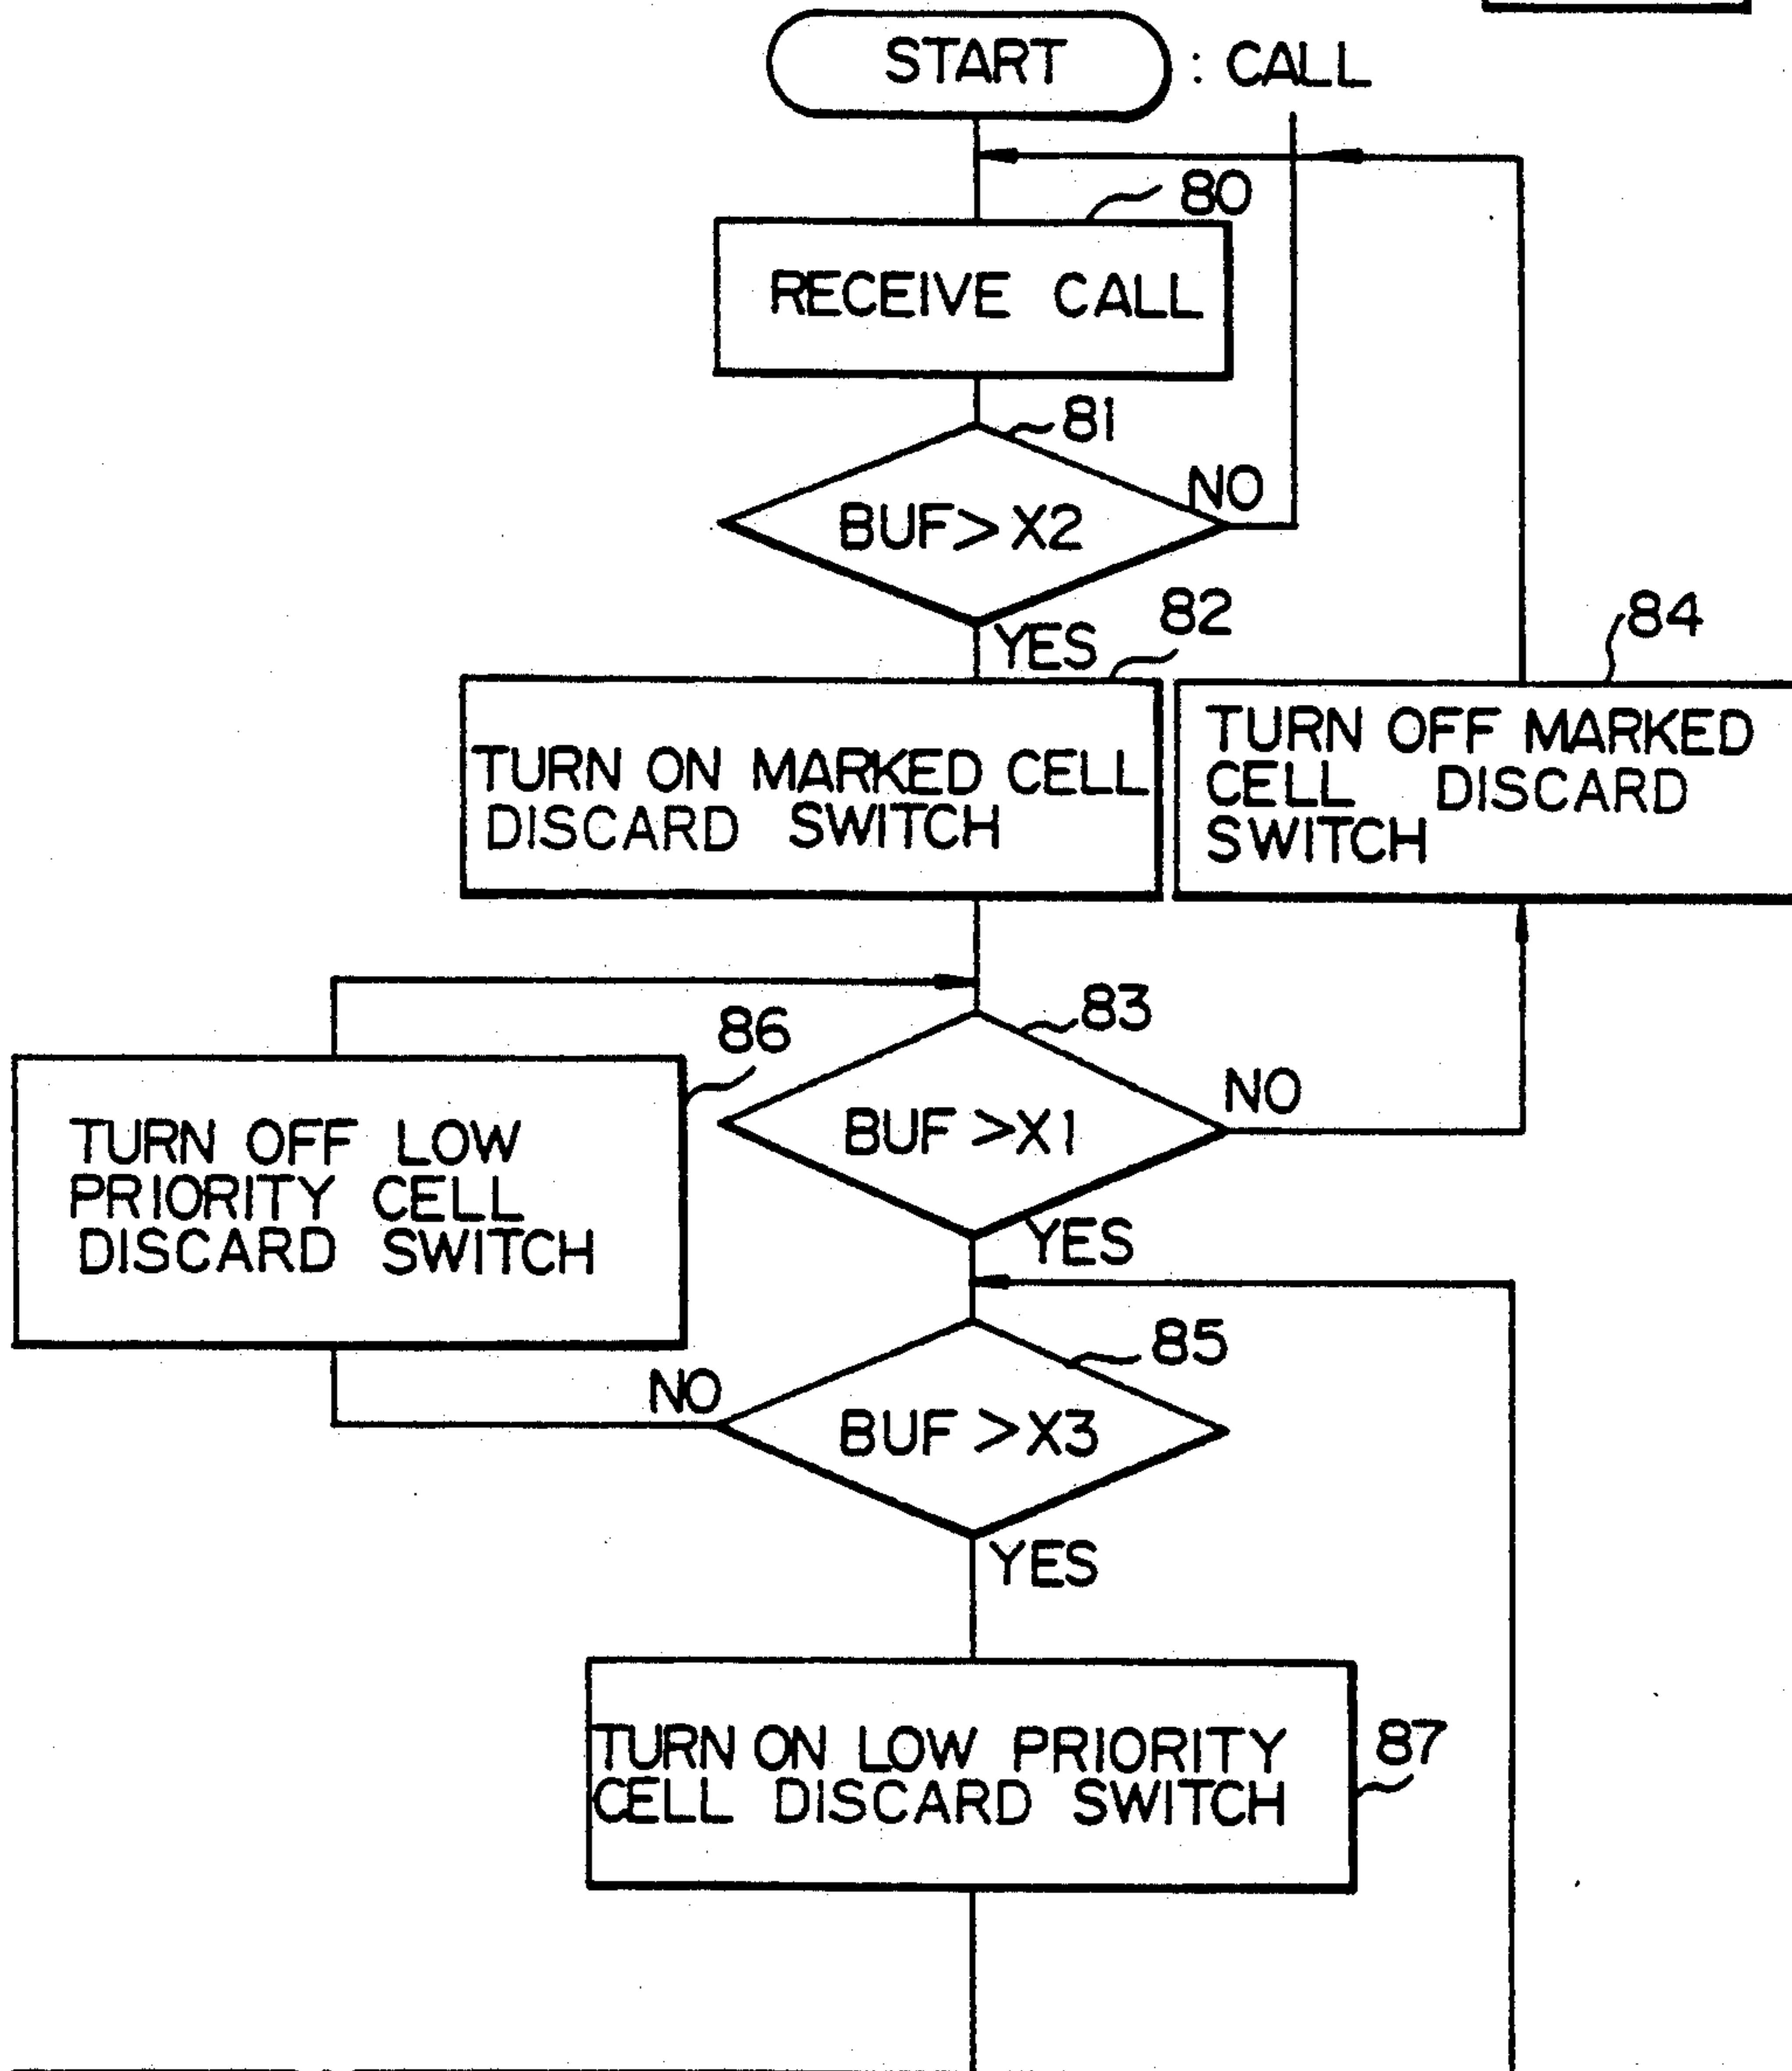 START : CALL
80
RECEIVE CALL
81
NO
BUF > X2
82
YES
84
TURN ON MARKED CELL
DISCARD SWITCH
TURN OFF MARKED
CELL DISCARD
SWITCH
83
86
NO
BUF > X1
TURN OFF LOW
PRIORITY CELL
DISCARD SWITCH
YES
85
NO
BUF > X3
YES
87
TURN ON LOW PRIORITY
CELL DISCARD SWITCH